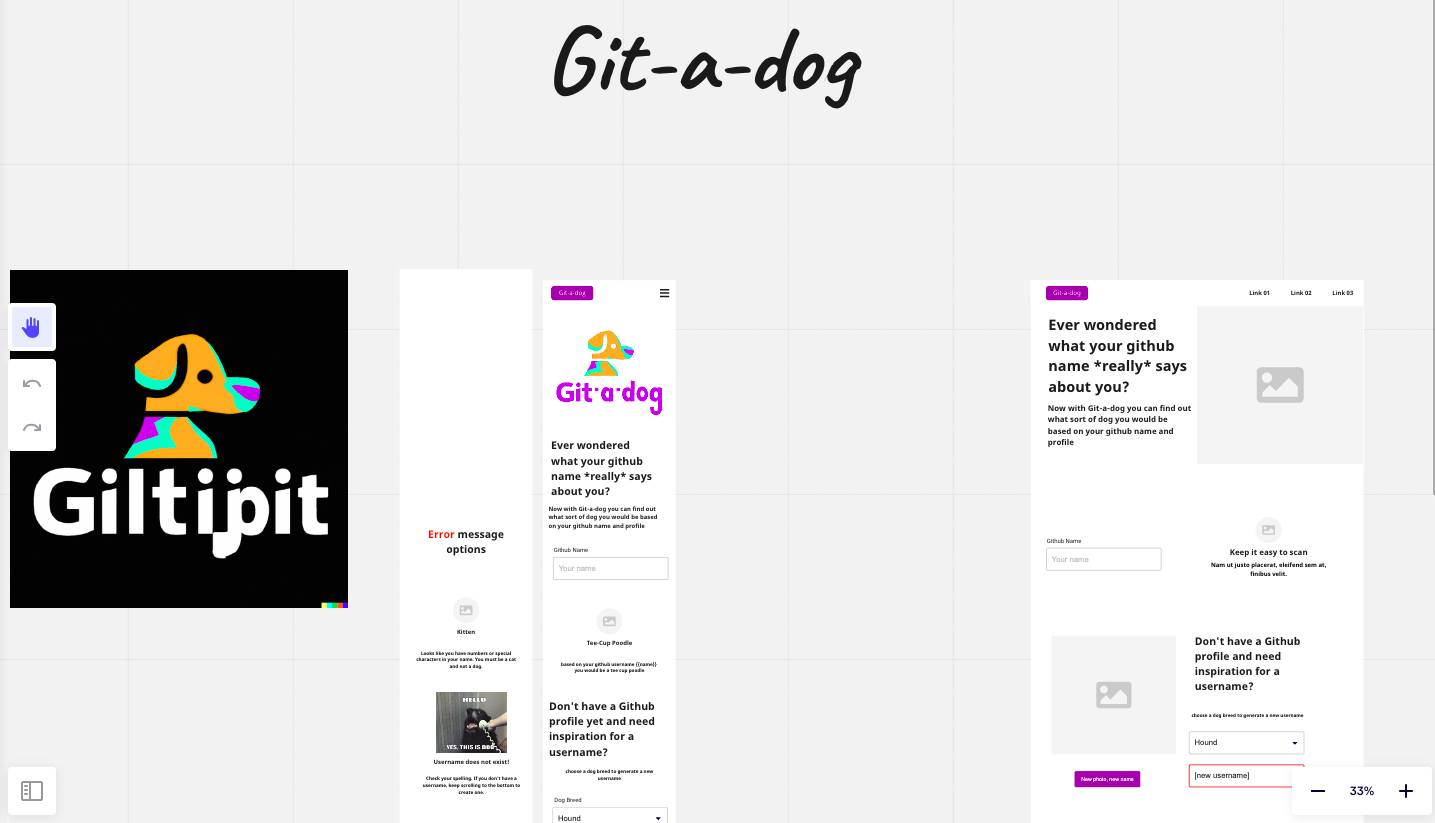 Git-a-dog
Giltipit
Error message
options
Kitten
Looks like you have numbers or special
characters in your name. You must be a cat
and not a dog.
HELLO
YES, THIS IS DOG
Username does not exist!
Check your spelling. If you don't have a
username, keep scrolling to the bottom to
create one.
Git-a-dog
Git-a-dog
Ever wondered
what your github
name *really* says
about you?
Now with Git-a-dog you can find out
what sort of dog you would be based
on your github name and profile
Github Name
Your name
Tee-Cup Poodle
based on your github username {{name}}
you would be a tee cup poodle
Don't have a Github
profile yet and need
inspiration for a
username?
choose a dog breed to generate a new
username
Dog Breed
Hound
Git-a-dog
Link 01
Link 02
Link 03
Ever wondered
what your github
name *really* says
about you?
Now with Git-a-dog you can find out
what sort of dog you would be
based on your github name and
profile
Github Name
Your name
Keep it easy to scan
Nam ut justo placerat, eleifend sem at,
finibus velit.
Don't have a Github
profile and need
inspiration for a
username?
choose a dog breed to generate a new username
Hound
[new username]
New photo, new name
33%